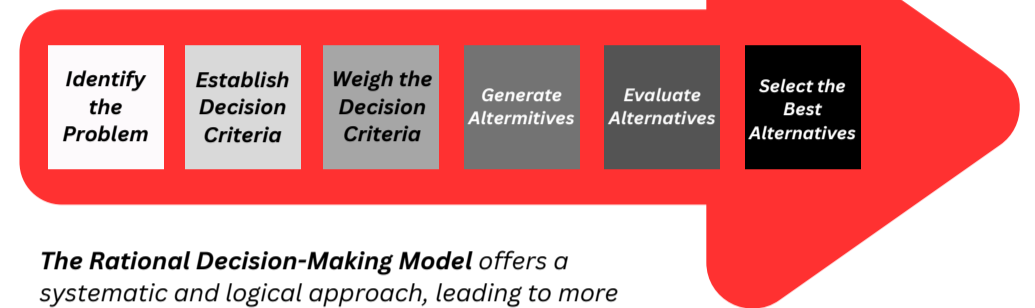 Identify
the
Problem
Establish
Decision
Criteria
Weigh the
Decision
Criteria
Generate
Altermitives
Evaluate
Alternatives
Select the
Best
Alternatives
The Rational Decision-Making Model offers a
systematic and logical approach, leading to more